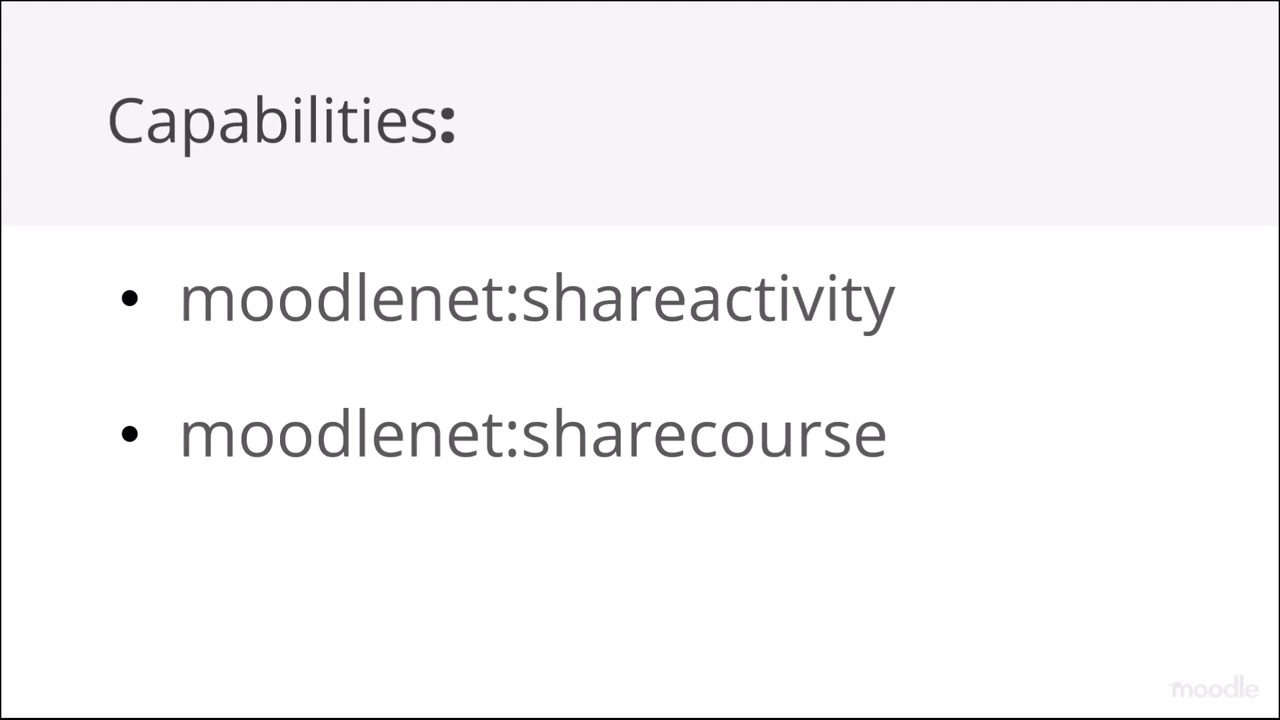 Capabilities:
• moodlenet:shareactivity
• moodlenet:sharecourse
moodle